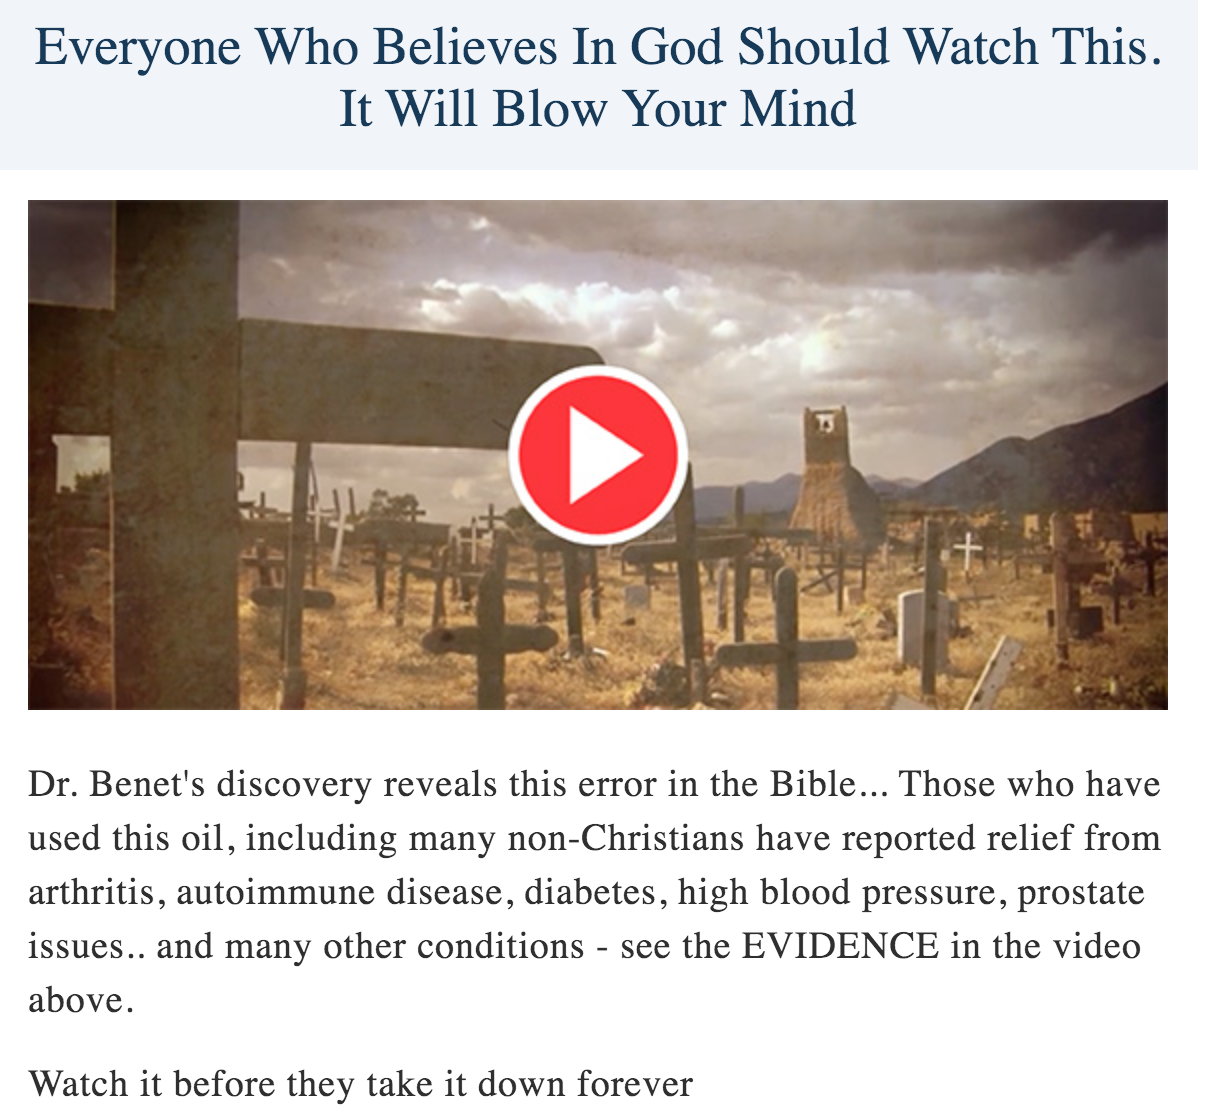 Everyone Who Believes In God Should Watch This.
It Will Blow Your Mind
Dr. Benet's discovery reveals this error in the Bible... Those who have
used this oil, including many non-Christians have reported relief from
arthritis, autoimmune disease, diabetes, high blood pressure, prostate
issues.. and many other conditions - see the EVIDENCE in the video
above.
Watch it before they take it down forever